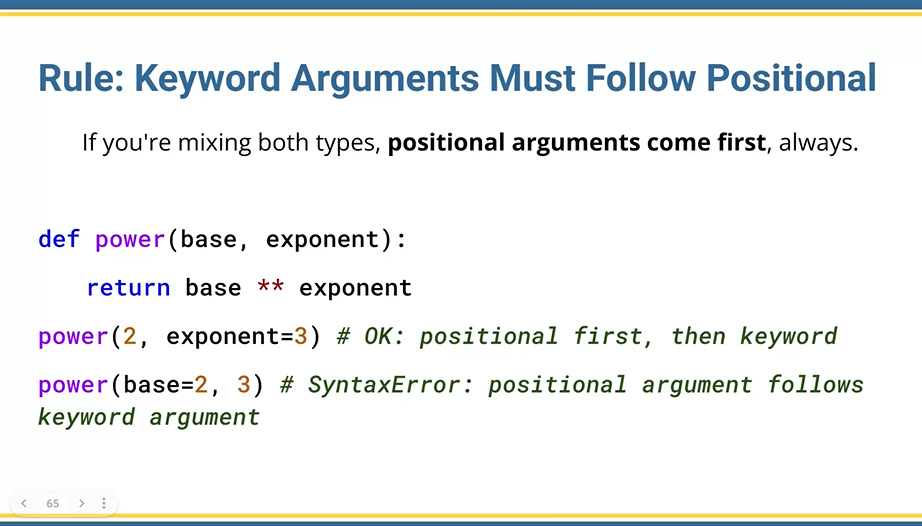 Rule: Keyword Arguments Must Follow Positional
If you're mixing both types, positional arguments come first, always.
def power(base, exponent):
return base ** exponent
power(2, exponent=3) # OK: positional first, then keyword
power(base=2, 3) # SyntaxError: positional argument follows
keyword argument
65